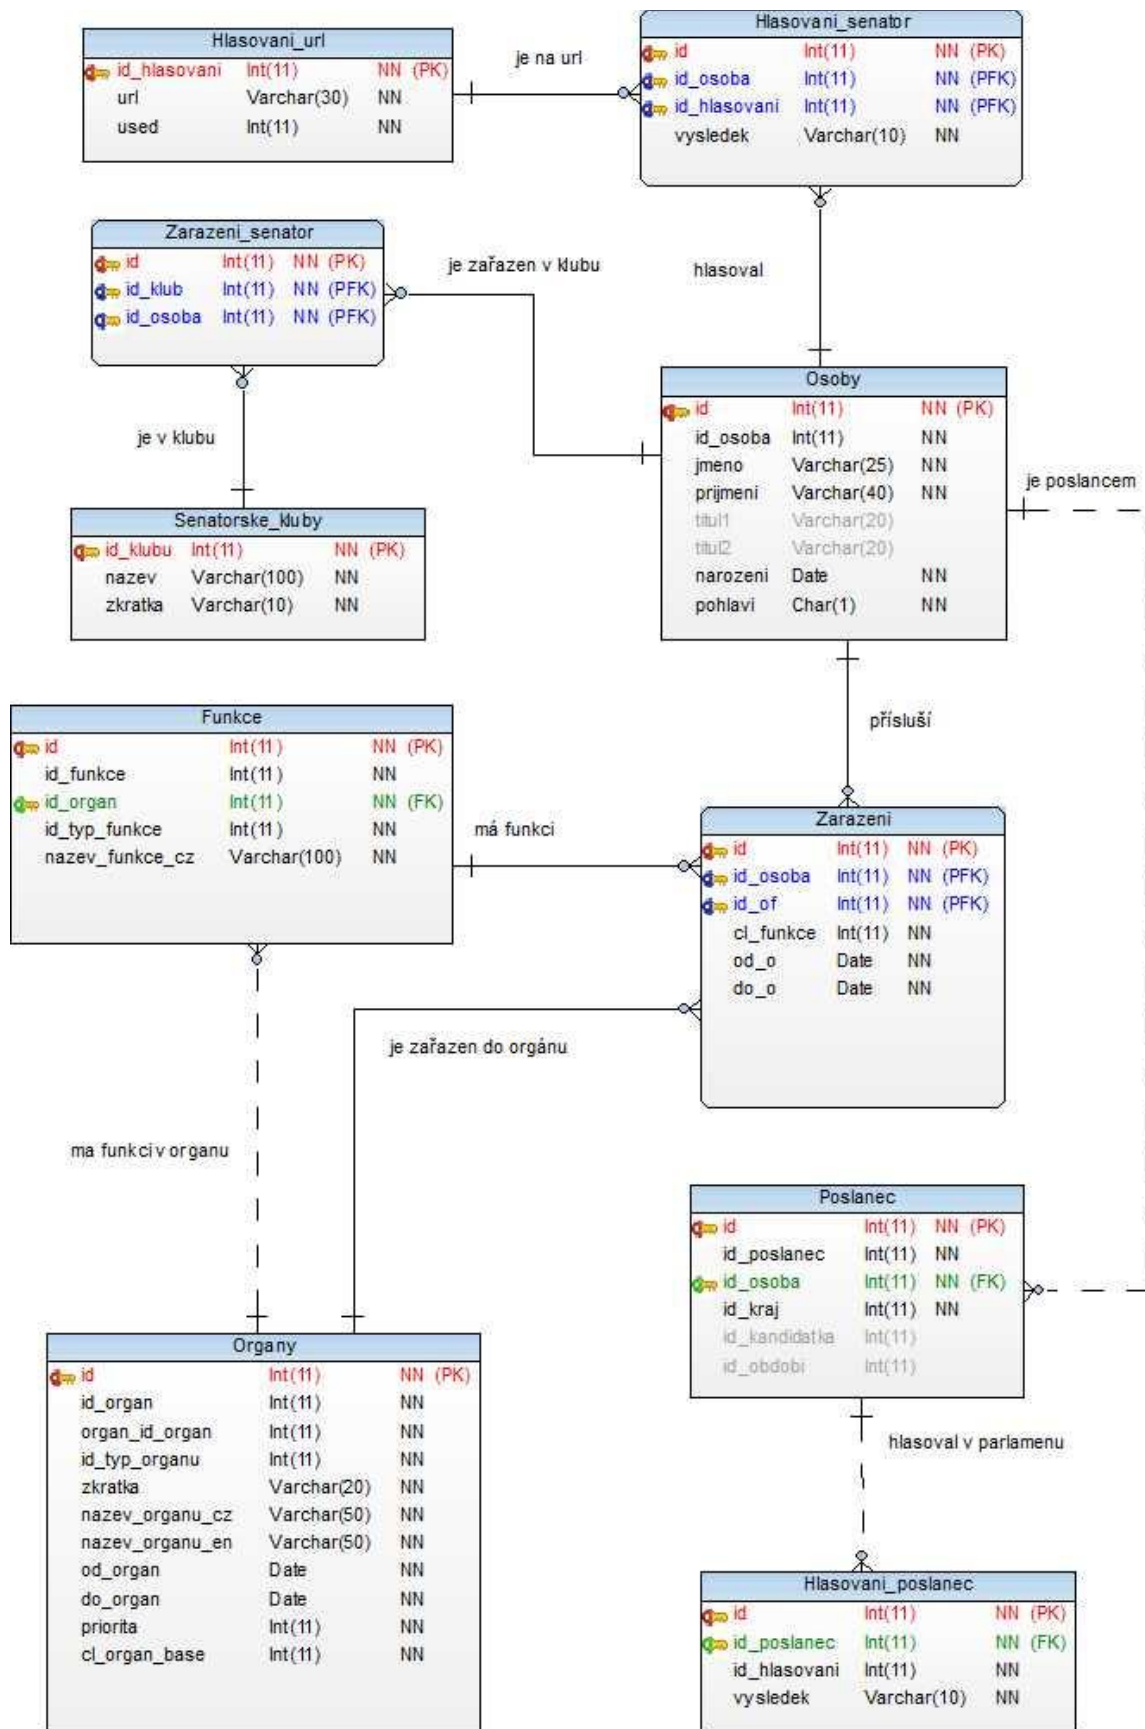 Hlasovani_url
id_hlasovani Int(11) NN (PK)
url Varchar(30) NN
used Int(11) NN
je na url
Hlasovani_senator
id Int(11) NN (PK)
id_osoba Int(11) NN (PFK)
id_hlasovani Int(11) NN (PFK)
vysledek Varchar(10) NN
Zarazeni_senator
id Int(11) NN (PK)
id_klub Int(11) NN (PFK)
id_osoba Int(11) NN (PFK)
je zařazen v klubu
hlasoval
je v klubu
Osoby
id Int(11) NN (PK)
id_osoba Int(11) NN
jmeno Varchar(25) NN
prijmeni Varchar(40) NN
titul1 Varchar(20)
titul2 Varchar(20)
narozeni Date NN
pohlavi Char(1) NN
je poslancem
Senatorske_kluby
id_klubu Int(11) NN (PK)
nazev Varchar(100) NN
zkratka Varchar(10) NN
přísluší
Funkce
id Int(11) NN (PK)
id_funkce Int(11) NN
id_organ Int(11) NN (FK)
id_typ_funkce Int(11) NN
nazev_funkce_cz Varchar(100) NN
má funkci
Zarazeni
id Int(11) NN (PK)
id_osoba Int(11) NN (PFK)
id_of Int(11) NN (PFK)
cl_funkce Int(11) NN
od_o Date NN
do_o Date NN
je zařazen do orgánu
ma funkci v organu
Poslanec
id Int(11) NN (PK)
id_poslanec Int(11) NN
id_osoba Int(11) NN (FK)
id_kraj Int(11) NN
id_kandidatka Int(11)
id_obdobi Int(11)
Organy
id Int(11) NN (PK)
id_organ Int(11) NN
organ_id_organ Int(11) NN
id_typ_organu Int(11) NN
zkratka Varchar(20) NN
nazev_organu_cz Varchar(50) NN
nazev_organu_en Varchar(50) NN
od_organ Date NN
do_organ Date NN
priorita Int(11) NN
cl_organ_base Int(11) NN
hlasoval v parlamenu
Hlasovani_poslanec
id Int(11) NN (PK)
id_poslanec Int(11) NN (FK)
id_hlasovani Int(11) NN
vysledek Varchar(10) NN